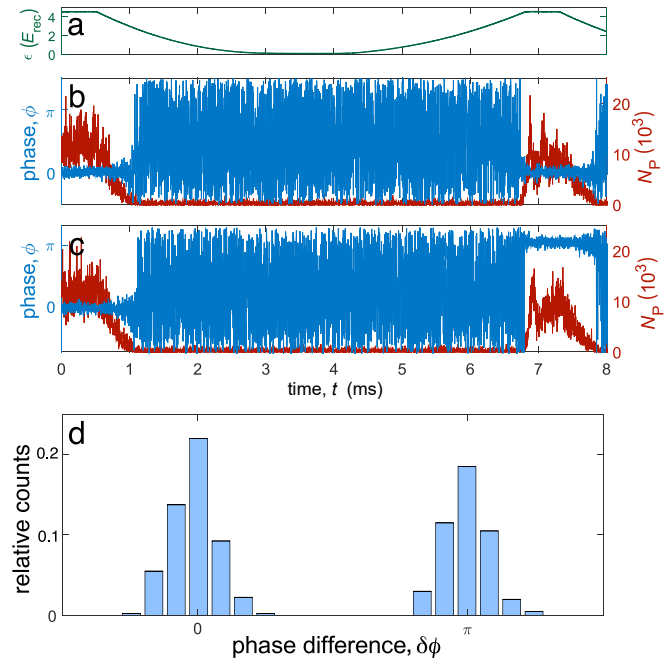 a
ϵ (E_rec)
4
2
0
b
phase, ϕ
π
0
N_P (10^3)
20
10
0
c
phase, ϕ
π
0
N_P (10^3)
20
10
0
0 1 2 3 4 5 6 7 8
time, t (ms)
d
relative counts
0.2
0.1
0
0 π
phase difference, δϕ